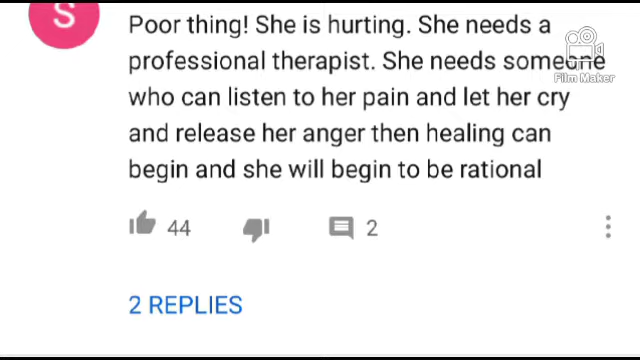 S
Poor thing! She is hurting. She needs a
professional therapist. She needs someone
who can listen to her pain and let her cry
and release her anger then healing can
begin and she will begin to be rational
44
2
2 REPLIES
Film Maker